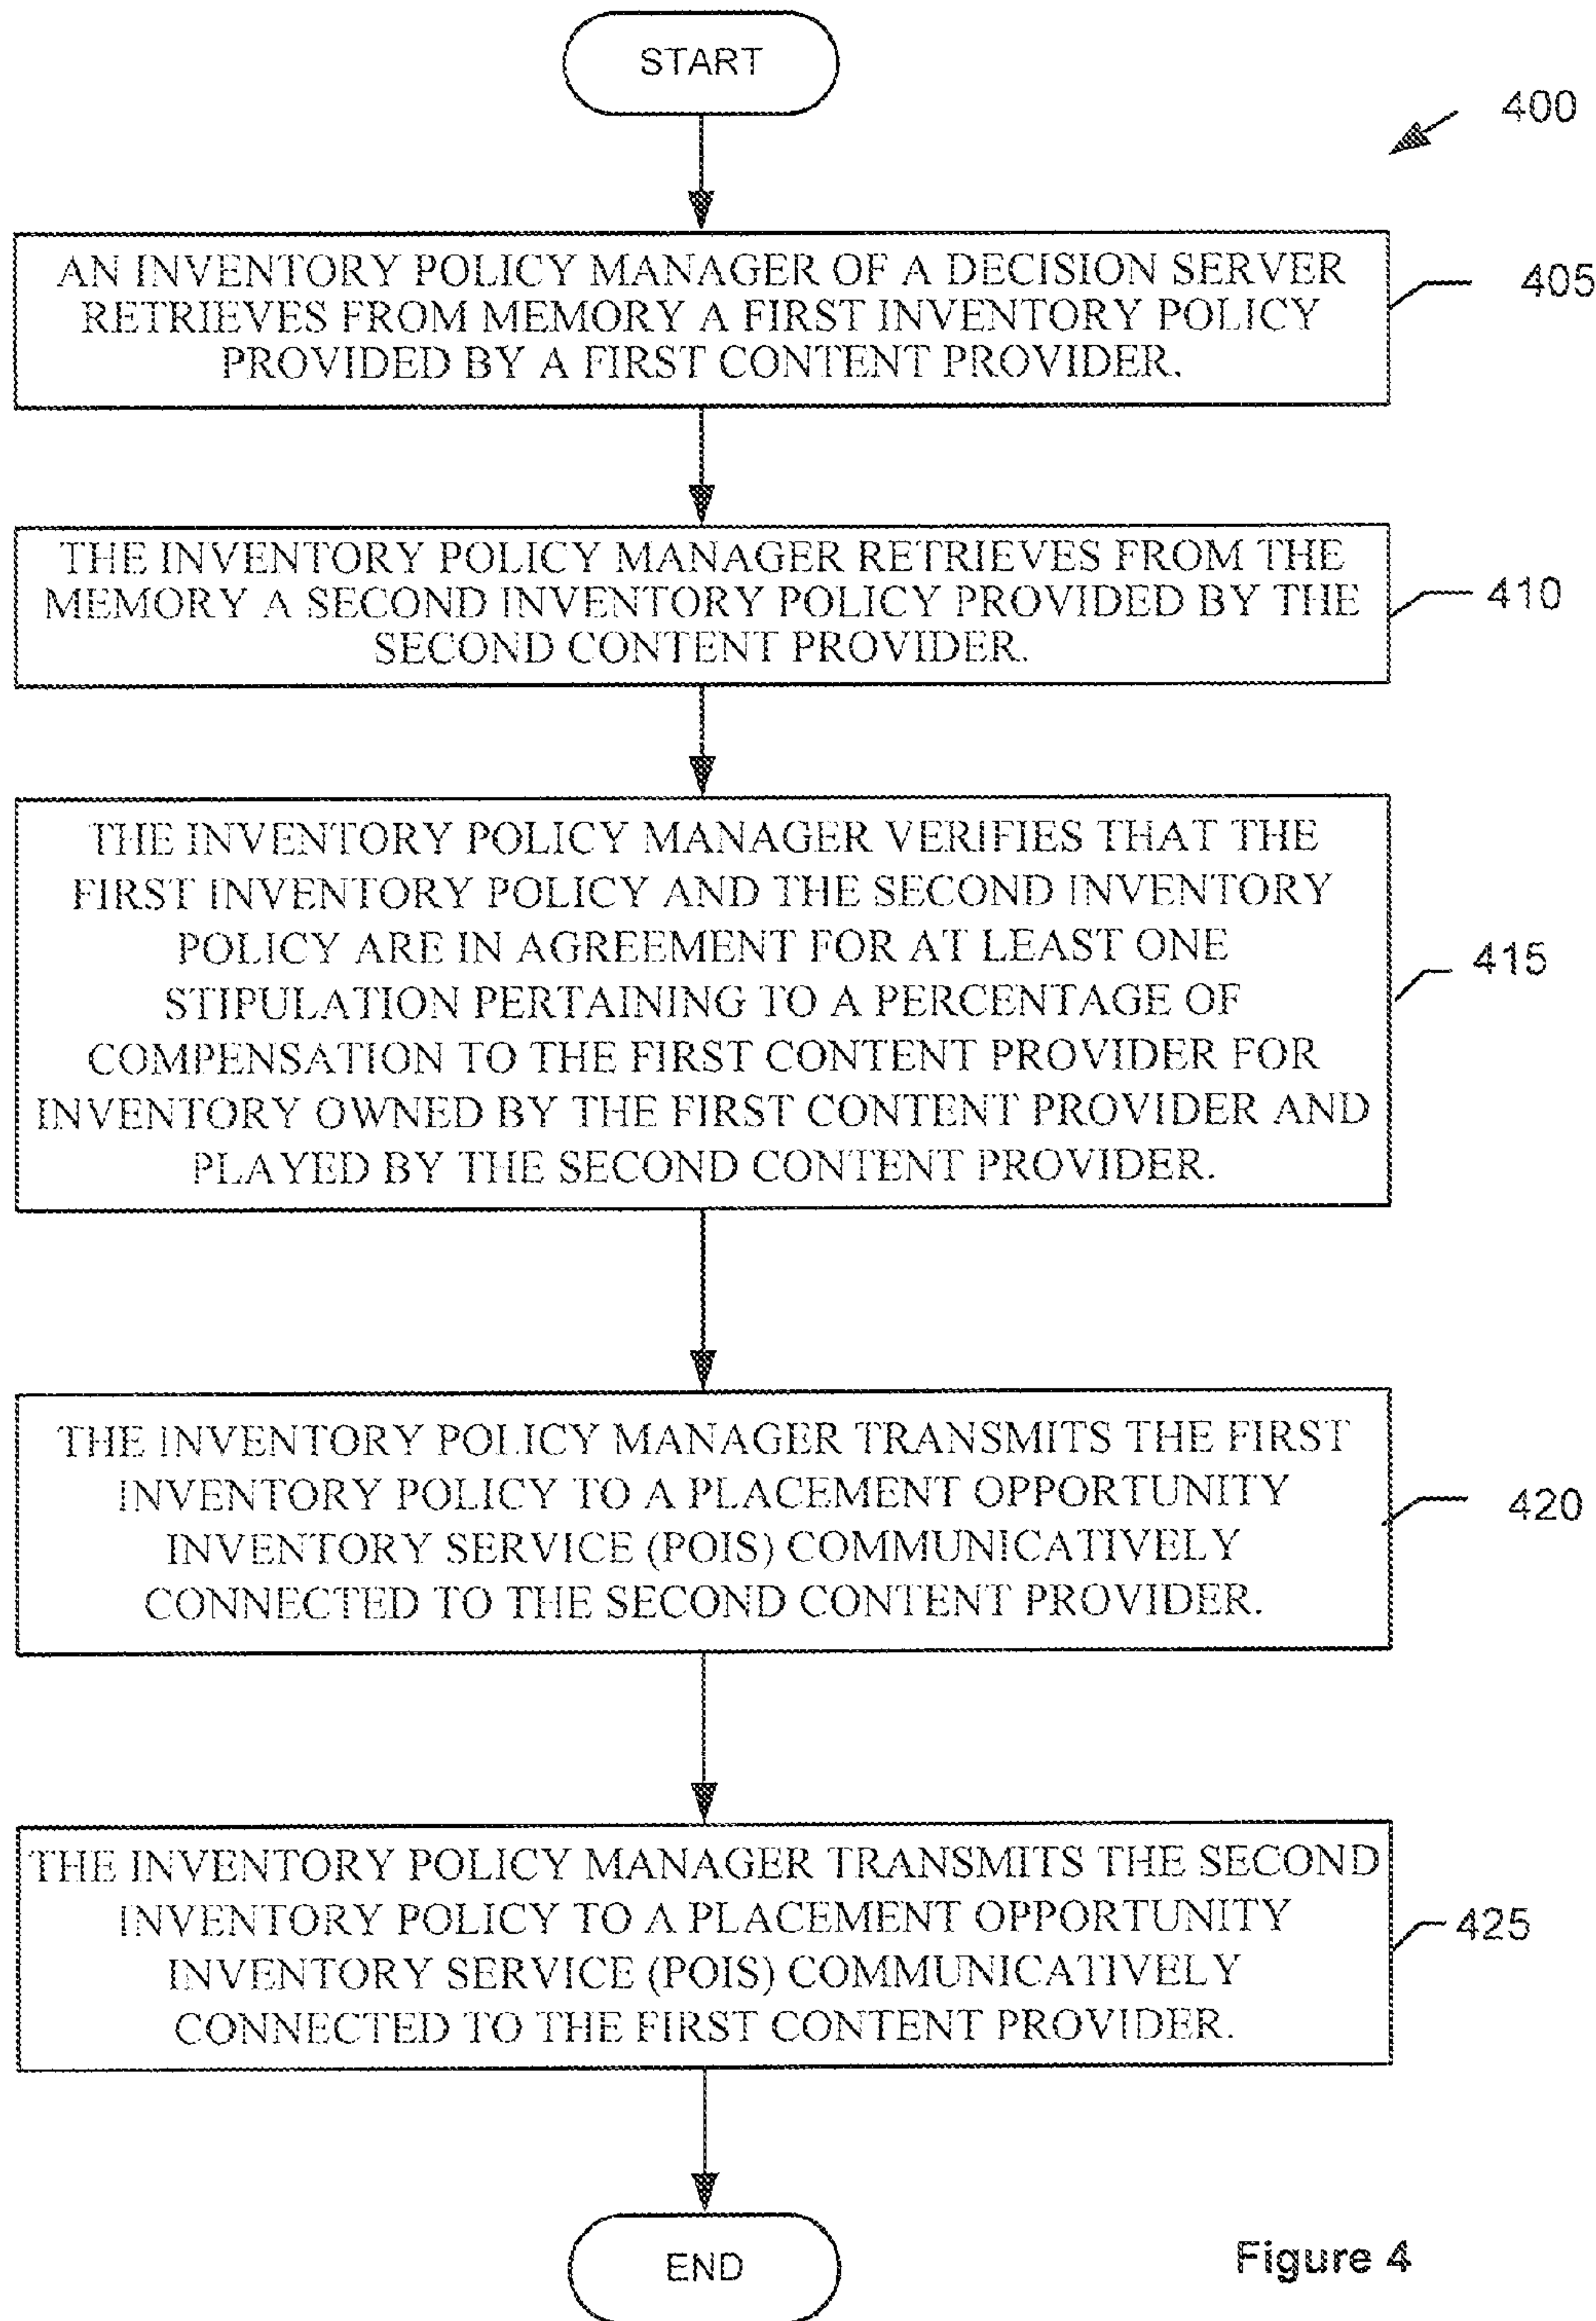 START
400
AN INVENTORY POLICY MANAGER OF A DECISION SERVER
RETRIEVES FROM MEMORY A FIRST INVENTORY POLICY
PROVIDED BY A FIRST CONTENT PROVIDER.
405
THE INVENTORY POLICY MANAGER RETRIEVES FROM THE
MEMORY A SECOND INVENTORY POLICY PROVIDED BY THE
SECOND CONTENT PROVIDER.
410
THE INVENTORY POLICY MANAGER VERIFIES THAT THE
FIRST INVENTORY POLICY AND THE SECOND INVENTORY
POLICY ARE IN AGREEMENT FOR AT LEAST ONE
STIPULATION PERTAINING TO A PERCENTAGE OF
COMPENSATION TO THE FIRST CONTENT PROVIDER FOR
INVENTORY OWNED BY THE FIRST CONTENT PROVIDER AND
PLAYED BY THE SECOND CONTENT PROVIDER.
415
THE INVENTORY POLICY MANAGER TRANSMITS THE FIRST
INVENTORY POLICY TO A PLACEMENT OPPORTUNITY
INVENTORY SERVICE (POIS) COMMUNICATIVELY
CONNECTED TO THE SECOND CONTENT PROVIDER.
420
THE INVENTORY POLICY MANAGER TRANSMITS THE SECOND
INVENTORY POLICY TO A PLACEMENT OPPORTUNITY
INVENTORY SERVICE (POIS) COMMUNICATIVELY
CONNECTED TO THE FIRST CONTENT PROVIDER.
425
END
Figure 4